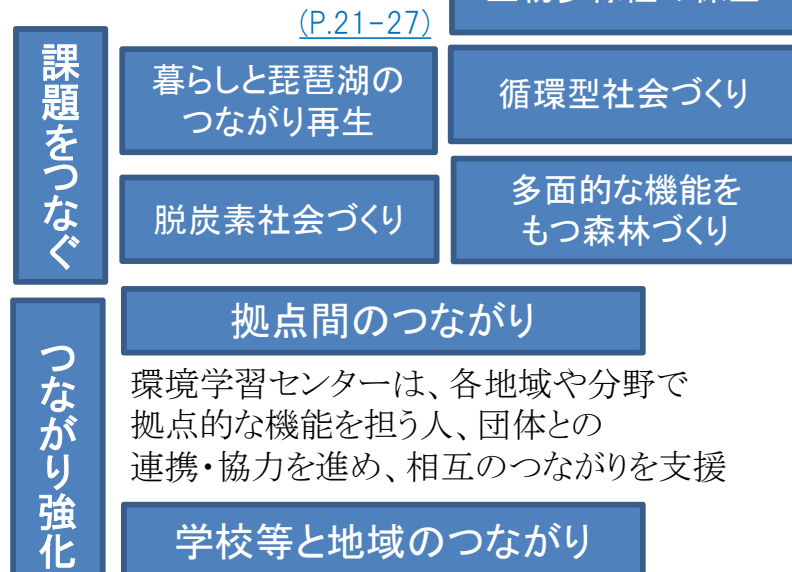 (P.21-27)
課題をつなぐ
暮らしと琵琶湖の
つながり再生
循環型社会づくり
脱炭素社会づくり
多面的な機能を
もつ森林づくり
つながり強化
拠点間のつながり
環境学習センターは、各地域や分野で
拠点的な機能を担う人、団体との
連携・協力を進め、相互のつながりを支援
学校等と地域のつながり